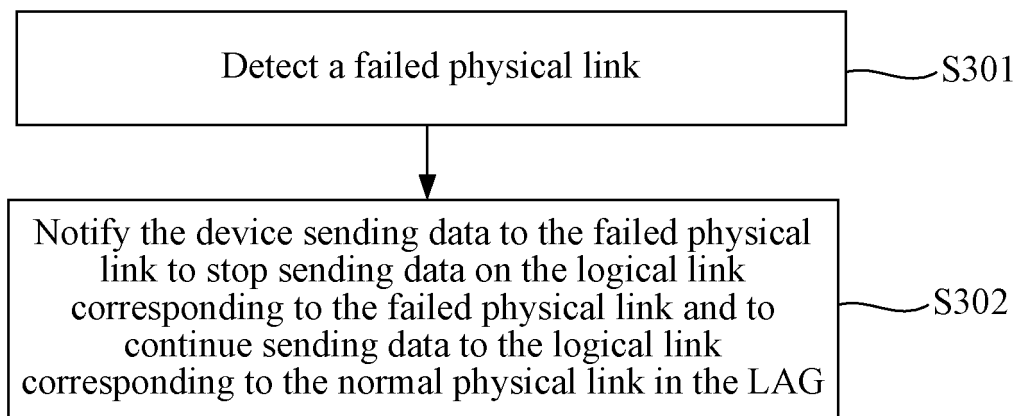 Detect a failed physical link
S301
Notify the device sending data to the failed physical
link to stop sending data on the logical link
corresponding to the failed physical link and to
continue sending data to the logical link
corresponding to the normal physical link in the LAG
S302